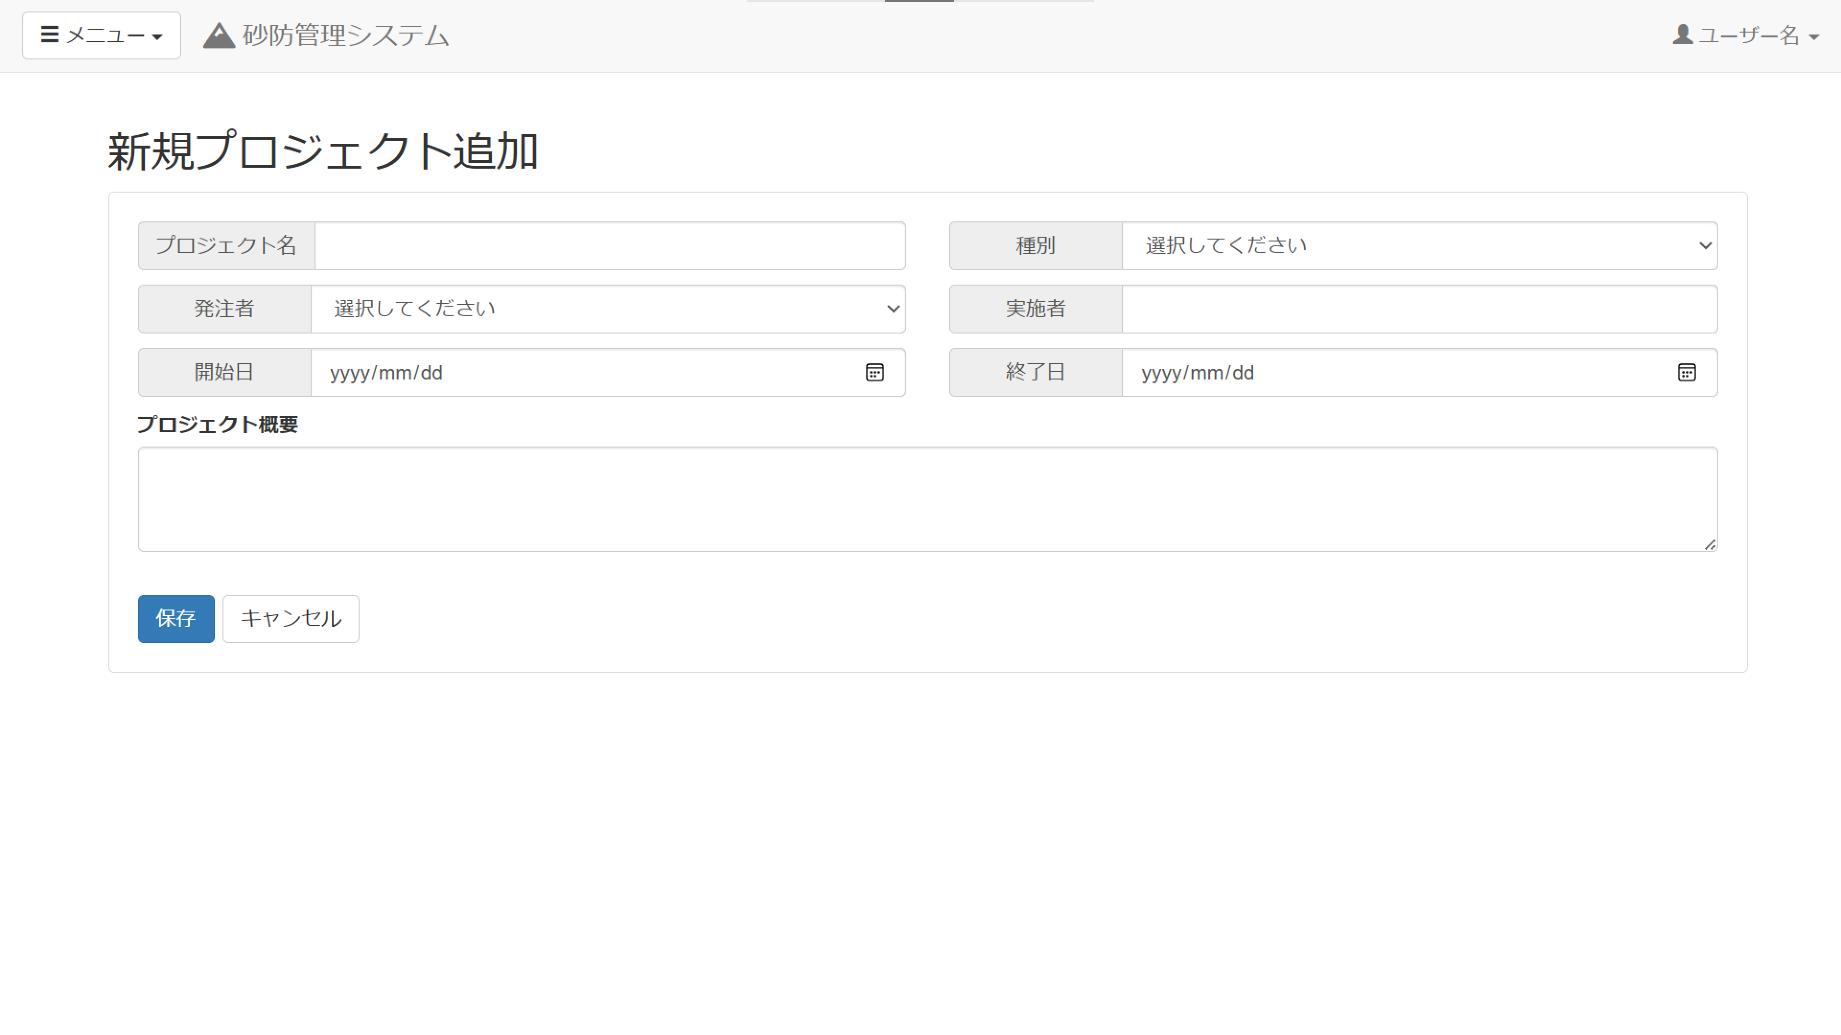 メニュー 砂防管理システム ユーザー名
新規プロジェクト追加
プロジェクト名 種別 選択してください
発注者 選択してください 実施者
開始日 yyyy/mm/dd 終了日 yyyy/mm/dd
プロジェクト概要
保存 キャンセル